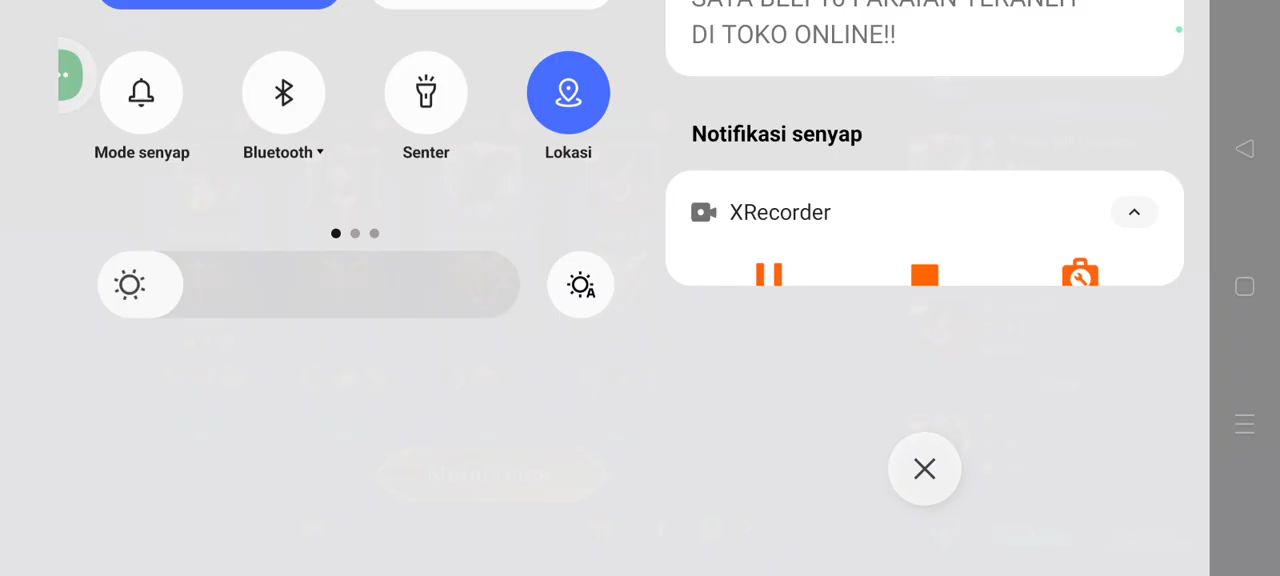 DI TOKO ONLINE!!
Mode senyap
Bluetooth
Senter
Lokasi
Notifikasi senyap
XRecorder